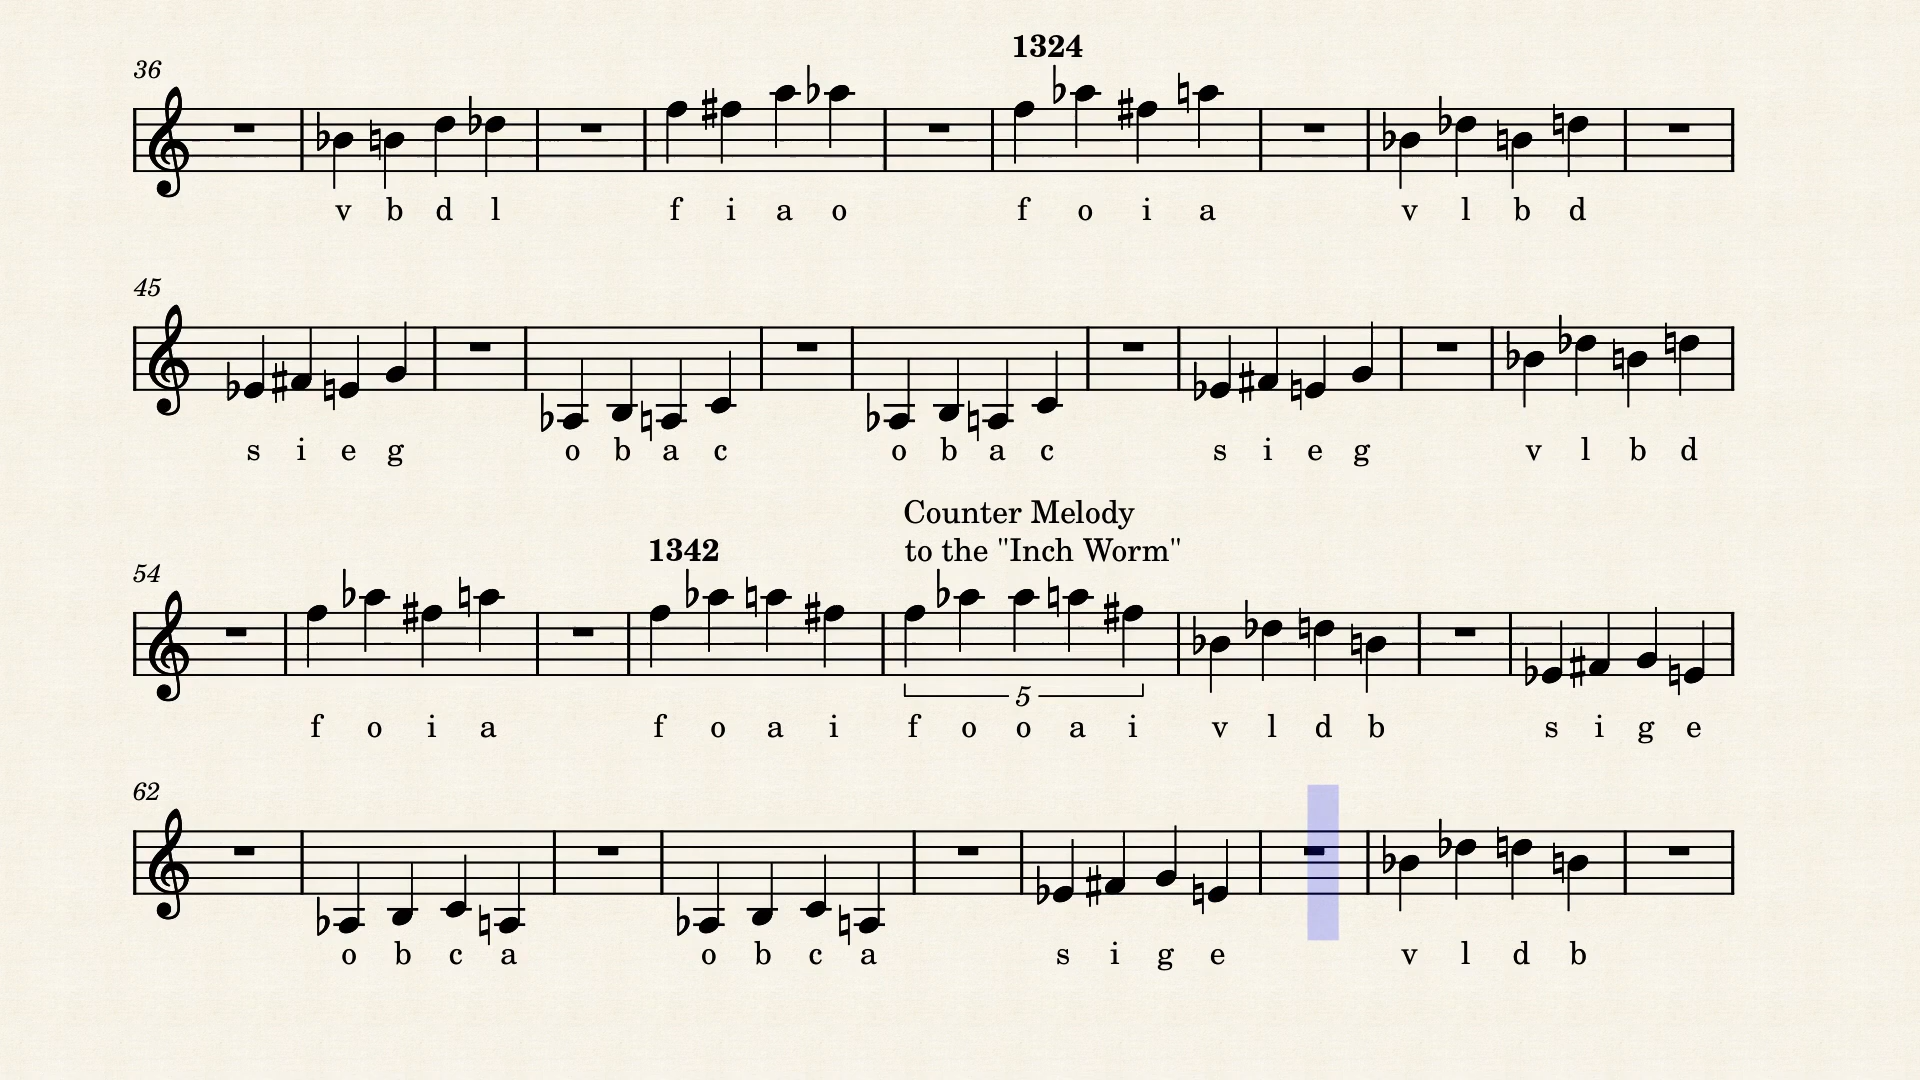 1324
36
v b d l f i a o f o i a v l b d
45
s i e g o b a c o b a c s i e g v l b d
Counter Melody
to the "Inch Worm"
1342
54
5
f o i a f o a i f o o a i v l d b s i g e
62
o b c a o b c a s i g e v l d b